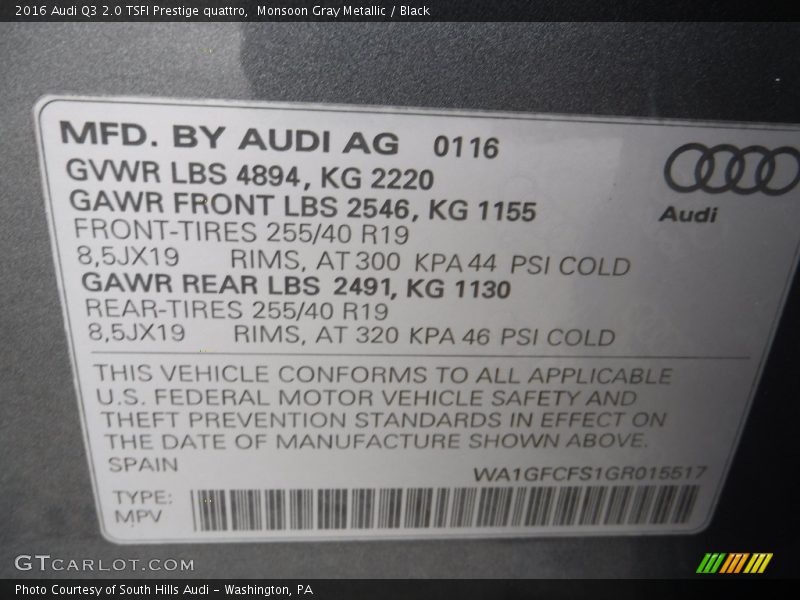 2016 Audi Q3 2.0 TSFI Prestige quattro,  Monsoon Gray Metallic / Black
MFD. BY AUDI AG 0116
GVWR LBS 4894, KG 2220
GAWR FRONT LBS 2546, KG 1155
FRONT-TIRES 255/40 R19
8,5JX19 RIMS, AT 300 KPA 44 PSI COLD
GAWR REAR LBS 2491, KG 1130
REAR-TIRES 255/40 R19
8,5JX19 RIMS, AT 320 KPA 46 PSI COLD
Audi
THIS VEHICLE CONFORMS TO ALL APPLICABLE
U.S. FEDERAL MOTOR VEHICLE SAFETY AND
THEFT PREVENTION STANDARDS IN EFFECT ON
THE DATE OF MANUFACTURE SHOWN ABOVE.
SPAIN
WA1GFCFS1GR015517
TYPE:
MPV
GTCARLOT.COM
Photo Courtesy of South Hills Audi - Washington, PA